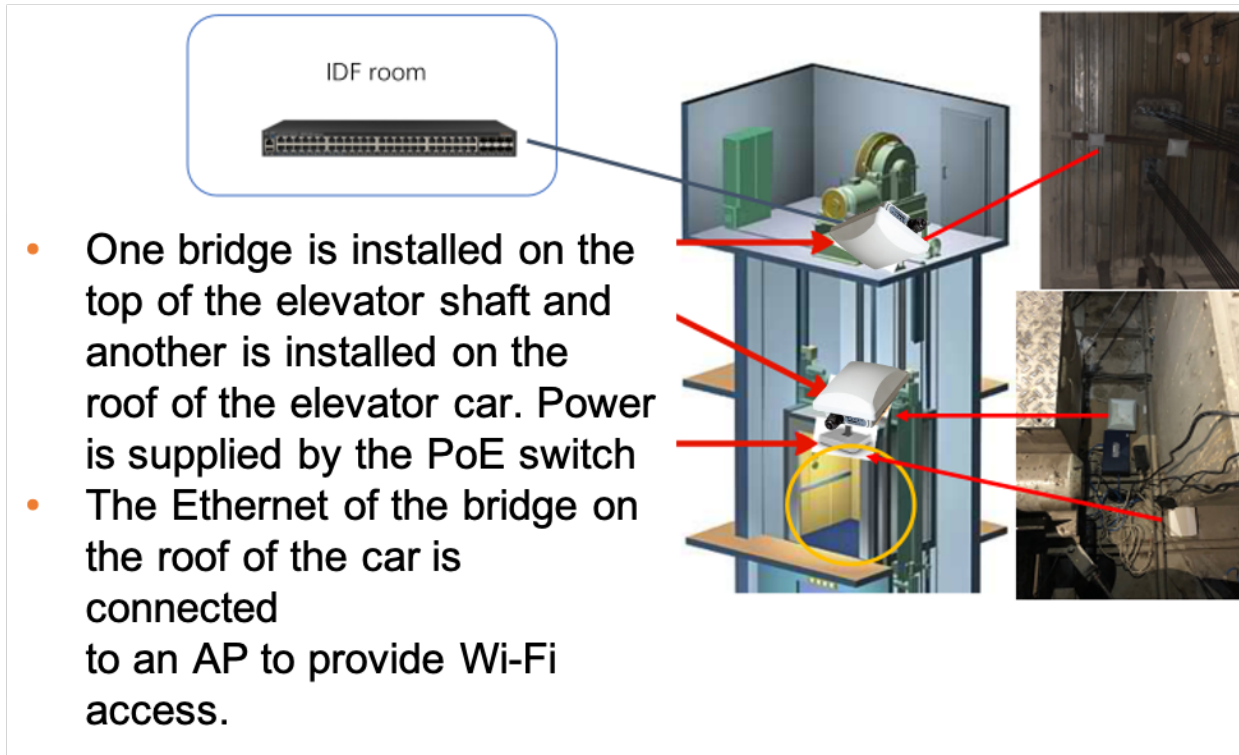 IDF room
• One bridge is installed on the
top of the elevator shaft and
another is installed on the
roof of the elevator car. Power
is supplied by the PoE switch
• The Ethernet of the bridge on
the roof of the car is
connected
to an AP to provide Wi-Fi
access.